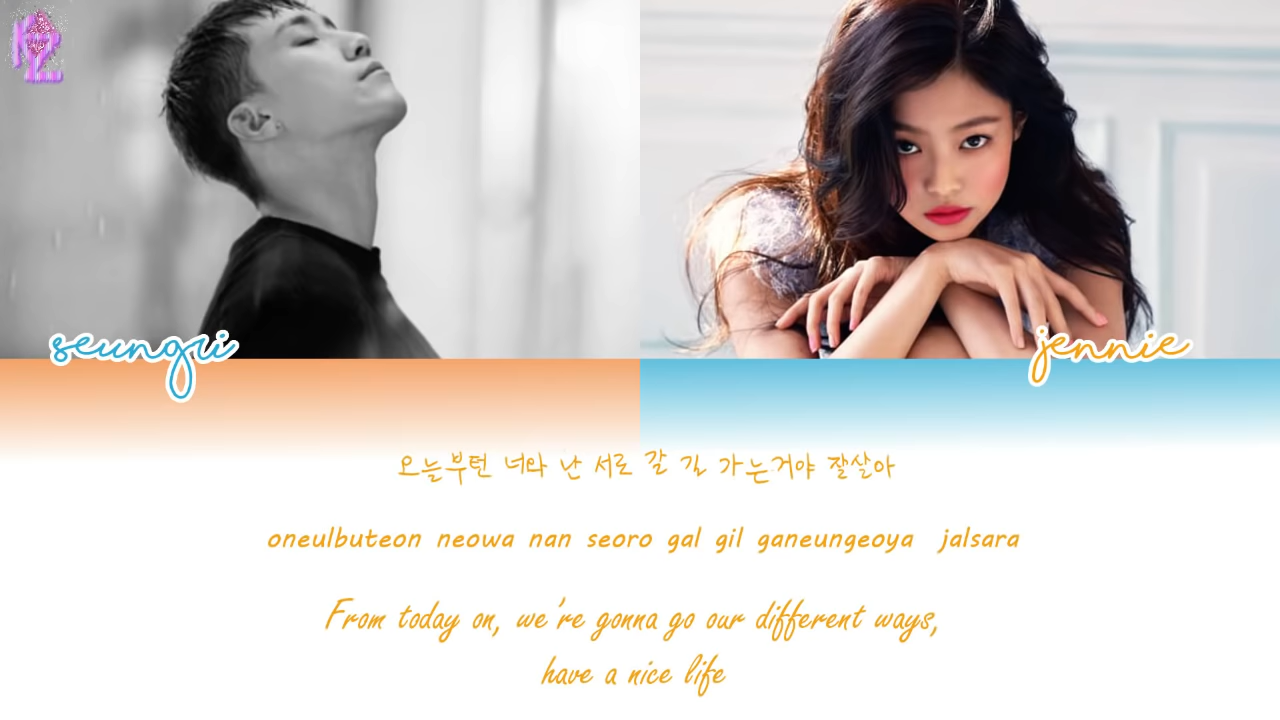 seungri
jennie
오늘부턴 너와 난 서로 갈 길 가는거야 잘살아
oneulbuteon neowa nan seoro gal gil ganeungeoya jalsara
From today on, we're gonna go our different ways,
have a nice life